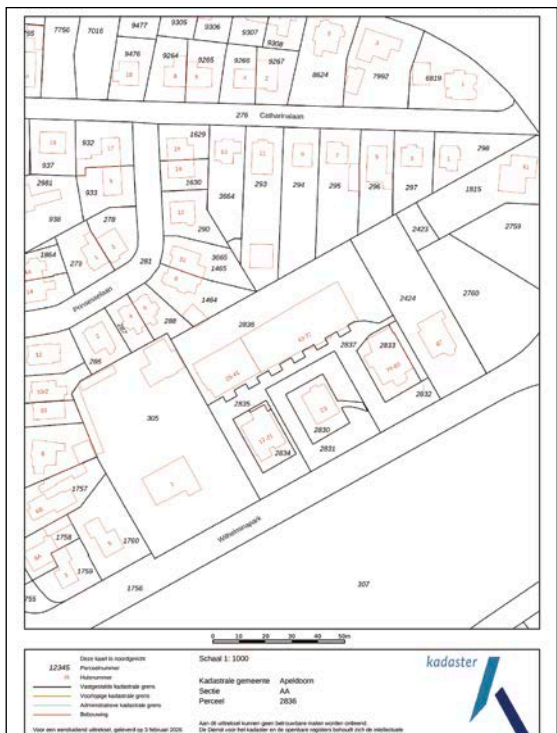 7756 7016 9477 9305 9306 9307 9308
9476 9264 9265 9266 9267 8624 7992 6819
276 Catharinalaan
937 932 1629 298
2981 933 1630 3664 293 294 295 296 297 1815
938 278 290 2423 2759
1864 273 281 3665
1465
Prinsesselaan 1464 2424 2760
288 2836
286 2837 2833
305 2835 2832
2830
2834 2831
1757
1758 1760 Wilhelminapark
1759
1756 307
0 10 20 30 40 50m
Deze kaart is noordgericht
12345 Perceelnummer
Huisnummer
Vastgestelde kadastrale grens
Voorlopige kadastrale grens
Administratieve kadastrale grens
Bebouwing
Voor een eensluidend uittreksel, geleverd op 3 februari 2026
Schaal 1: 1000
Kadastrale gemeente Apeldoorn
Sectie AA
Perceel 2836
Aan dit uittreksel kunnen geen betrouwbare maten worden ontleend.
De Dienst voor het kadaster en de openbare registers behoudt zich de intellectuele
kadaster